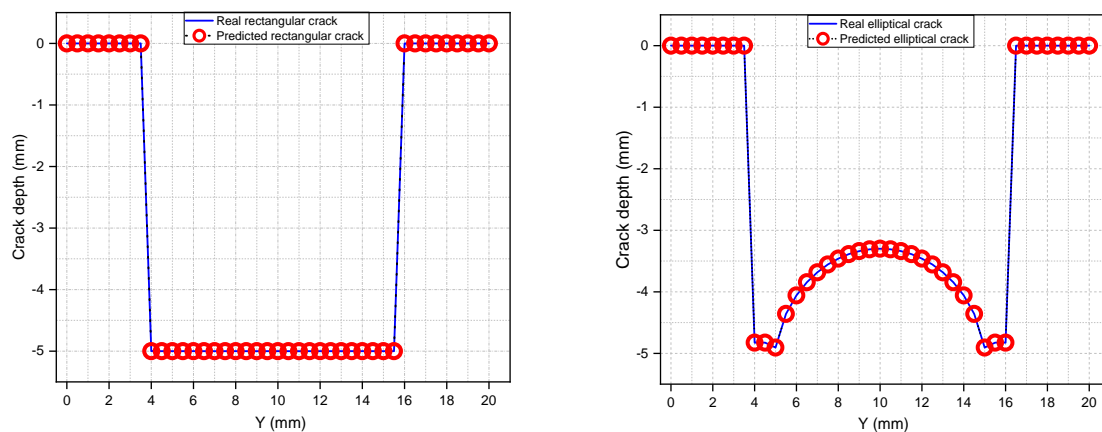 Real rectangular crack
Predicted rectangular crack
0
-1
-2
-3
-4
-5
Crack depth (mm)
0 2 4 6 8 10 12 14 16 18 20
Y (mm)
Real elliptical crack
Predicted elliptical crack
0
-1
-2
-3
-4
-5
Crack depth (mm)
0 2 4 6 8 10 12 14 16 18 20
Y (mm)